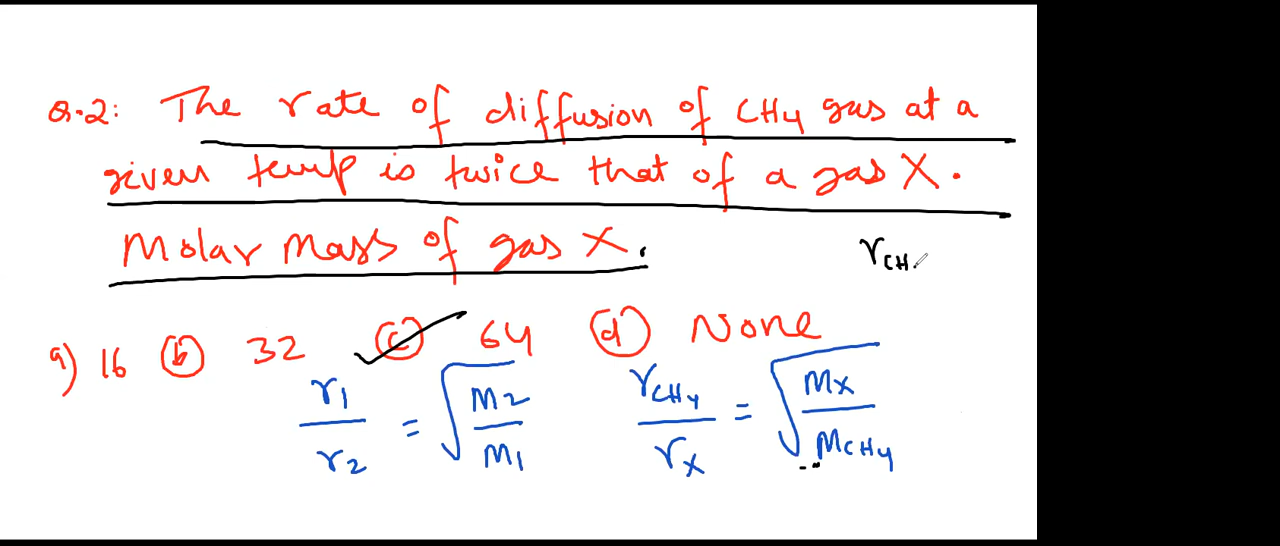 Q.2: The rate of diffusion of CH4 gas at a
given temp is twice that of a gas X.
Molar Mass of gas X.
rCH
a) 16 (b) 32 (c) 64 (d) None
r1/r2 = √(M2/M1) rCH4/rX = √(MX/MCH4)